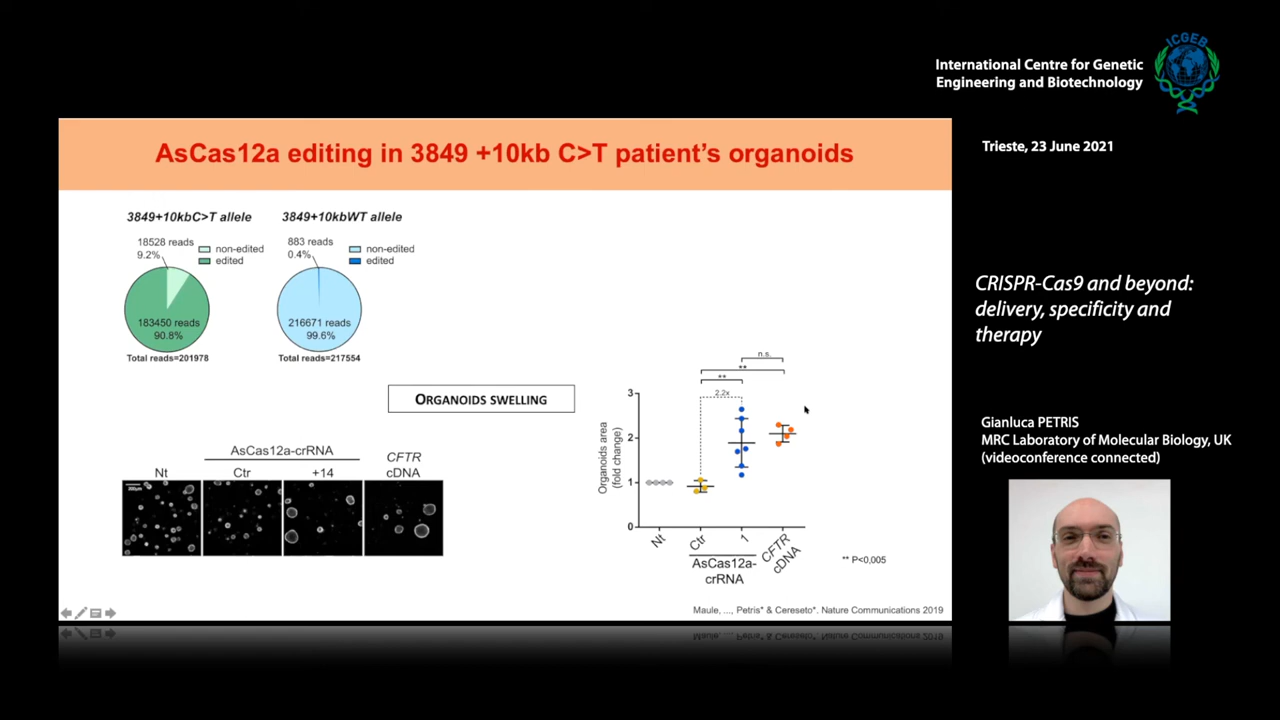 International Centre for Genetic
Engineering and Biotechnology
ICGEB
Trieste, 23 June 2021
AsCas12a editing in 3849 +10kb C>T patient's organoids
3849+10kbC>T allele
18528 reads
9.2%
non-edited
edited
183450 reads
90.8%
Total reads=201978
3849+10kbWT allele
883 reads
0.4%
non-edited
edited
216671 reads
99.6%
Total reads=217554
CRISPR-Cas9 and beyond:
delivery, specificity and
therapy
ORGANOIDS SWELLING
AsCas12a-crRNA
Nt
Ctr
+14
CFTR
cDNA
200µm
n.s.
**
**
2.2x
3
2
1
0
Organoids area
(fold change)
Nt
Ctr
1
CFTR
cDNA
AsCas12a-
crRNA
** P<0,005
Maule, ..., Petris* & Cereseto*. Nature Communications 2019
Gianluca PETRIS
MRC Laboratory of Molecular Biology, UK
(videoconference connected)